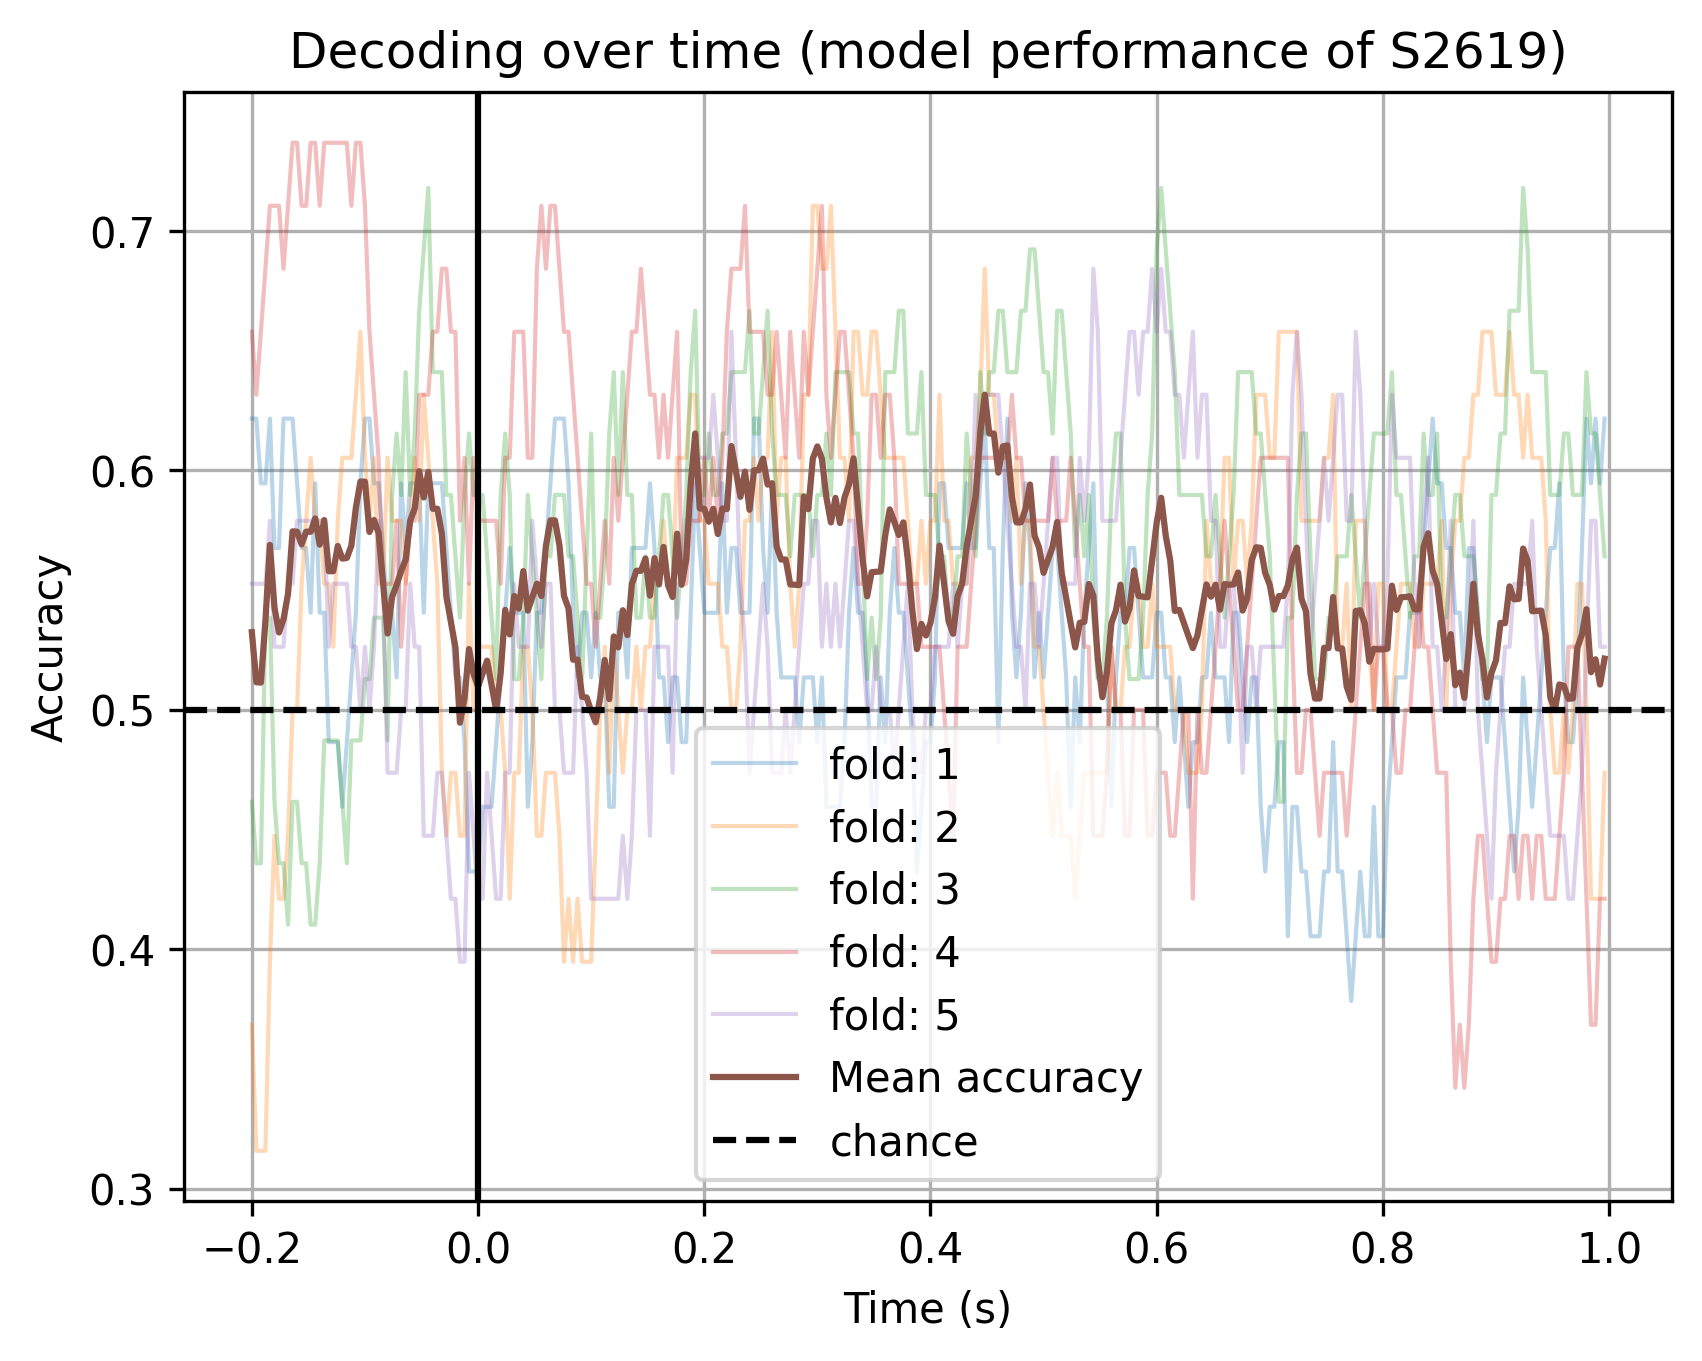 Decoding over time (model performance of S2619)
Accuracy
0.7
0.6
0.5
0.4
0.3
fold: 1
fold: 2
fold: 3
fold: 4
fold: 5
Mean accuracy
chance
−0.2 0.0 0.2 0.4 0.6 0.8 1.0
Time (s)